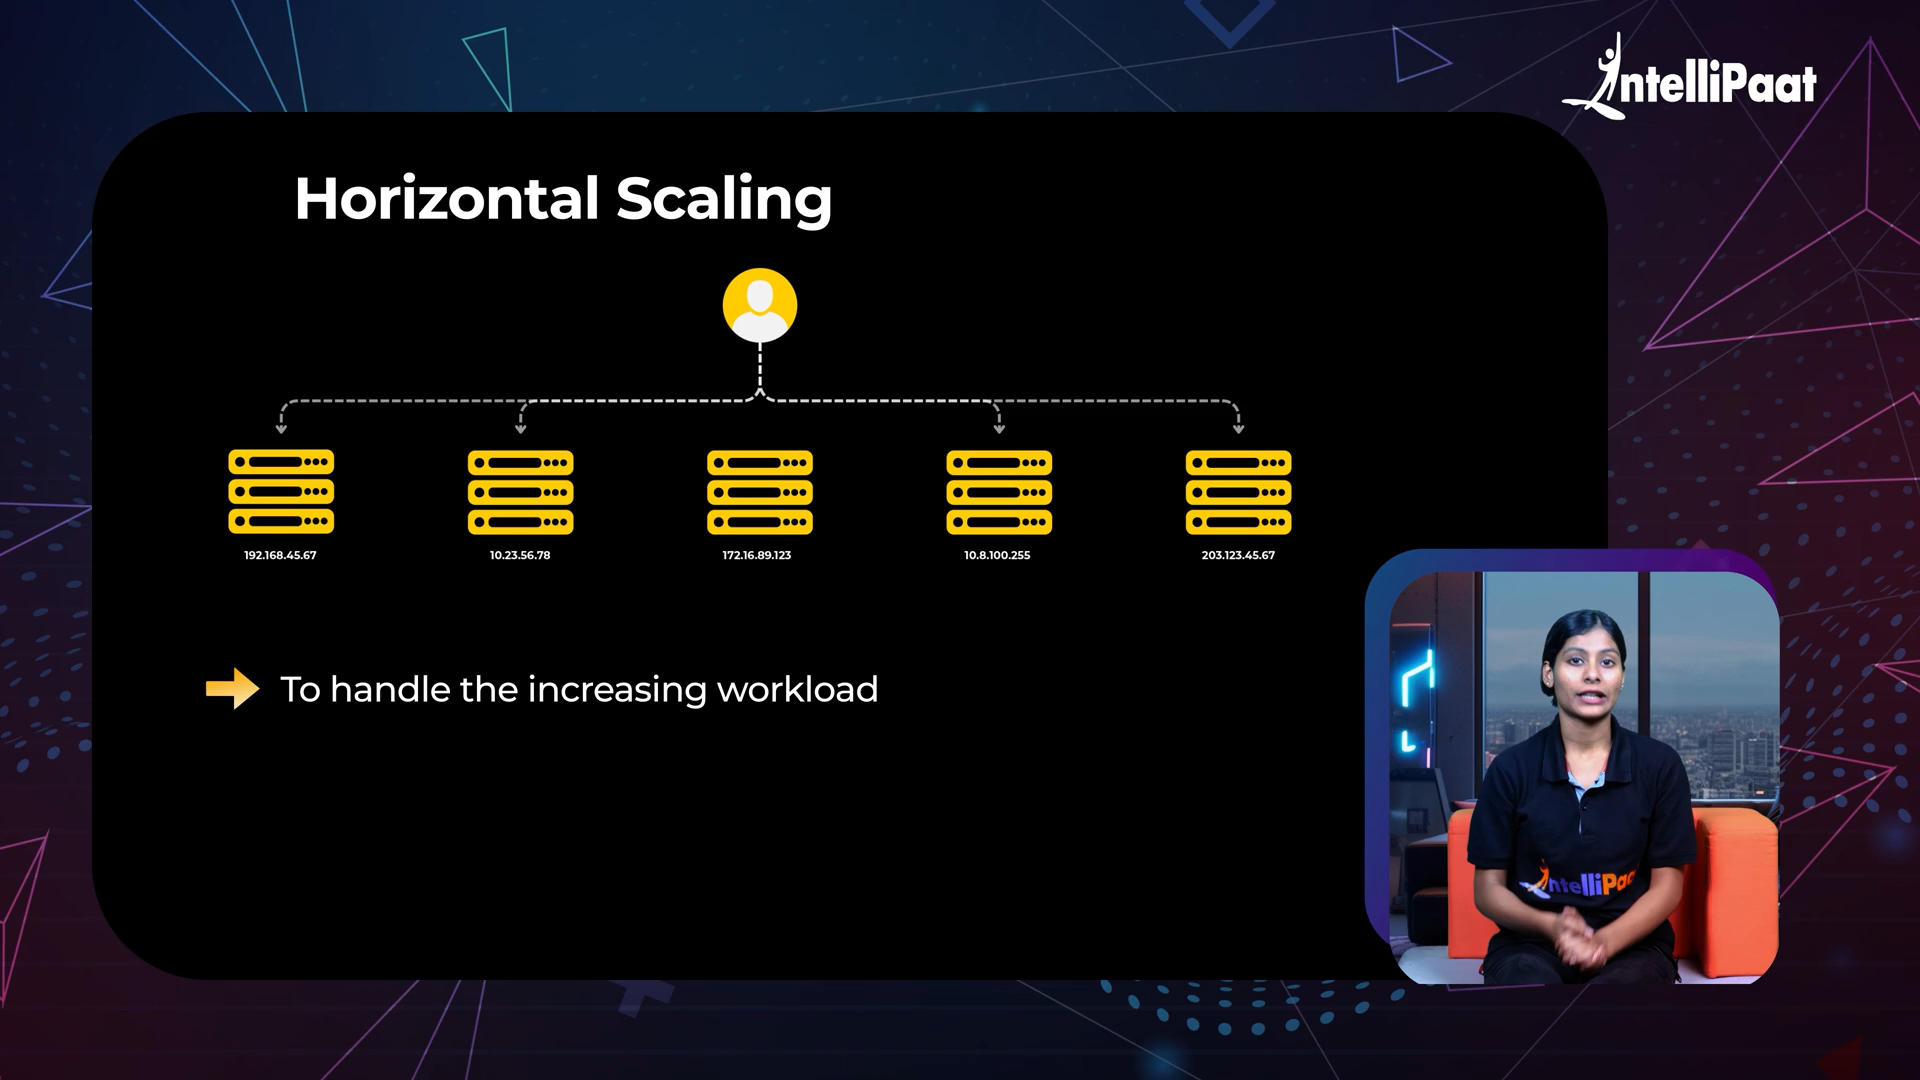 IntelliPaat
Horizontal Scaling
192.168.45.67
10.23.56.78
172.16.89.123
10.8.100.255
203.123.45.67
To handle the increasing workload
IntelliPaa